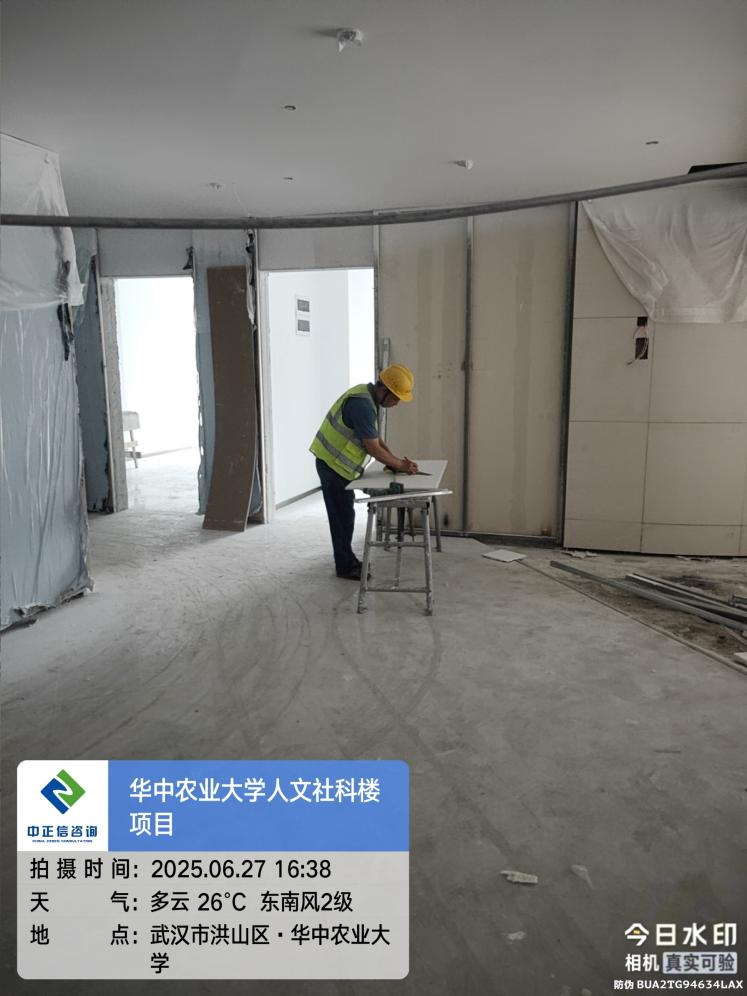 华中农业大学人文社科楼
项目
中正信咨询
CHINA ZEXIN CONSULTATION
拍摄时间：2025.06.27 16:38
天 气：多云 26°C 东南风2级
地 点：武汉市洪山区·华中农业大
学
今日水印
相机 真实可验
防伪 BUA2TG94634LAX